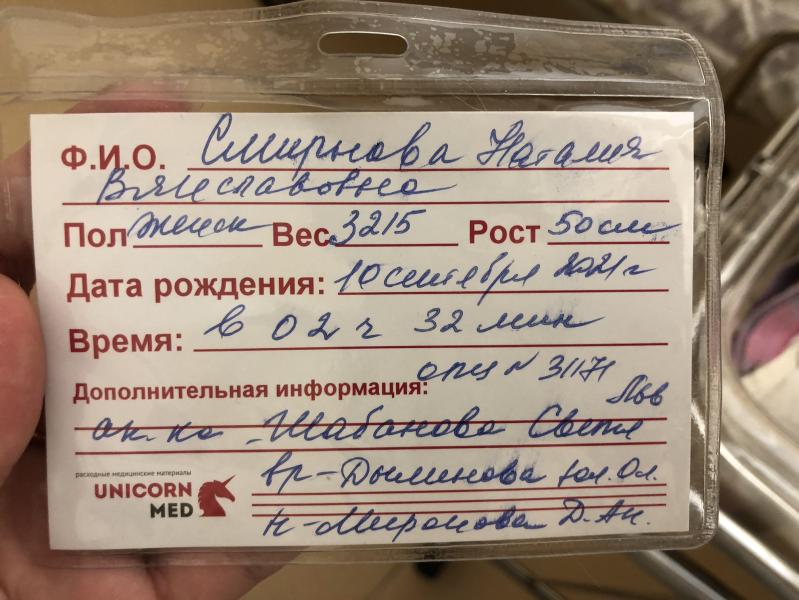 Ф.И.О. Смирнова Наталия
Вячеславовна
Пол женск Вес 3215 Рост 50 см
Дата рождения: 10 сентября 2021 г
Время: в 02 ч 32 мин
Дополнительная информация: № 31171
ак. ка Шабанова Светл
Льв
расходные медицинские материалы
UNICORN
MED
вр-Дылинова Юл. Ол.
н-Миронова Д. Ан.